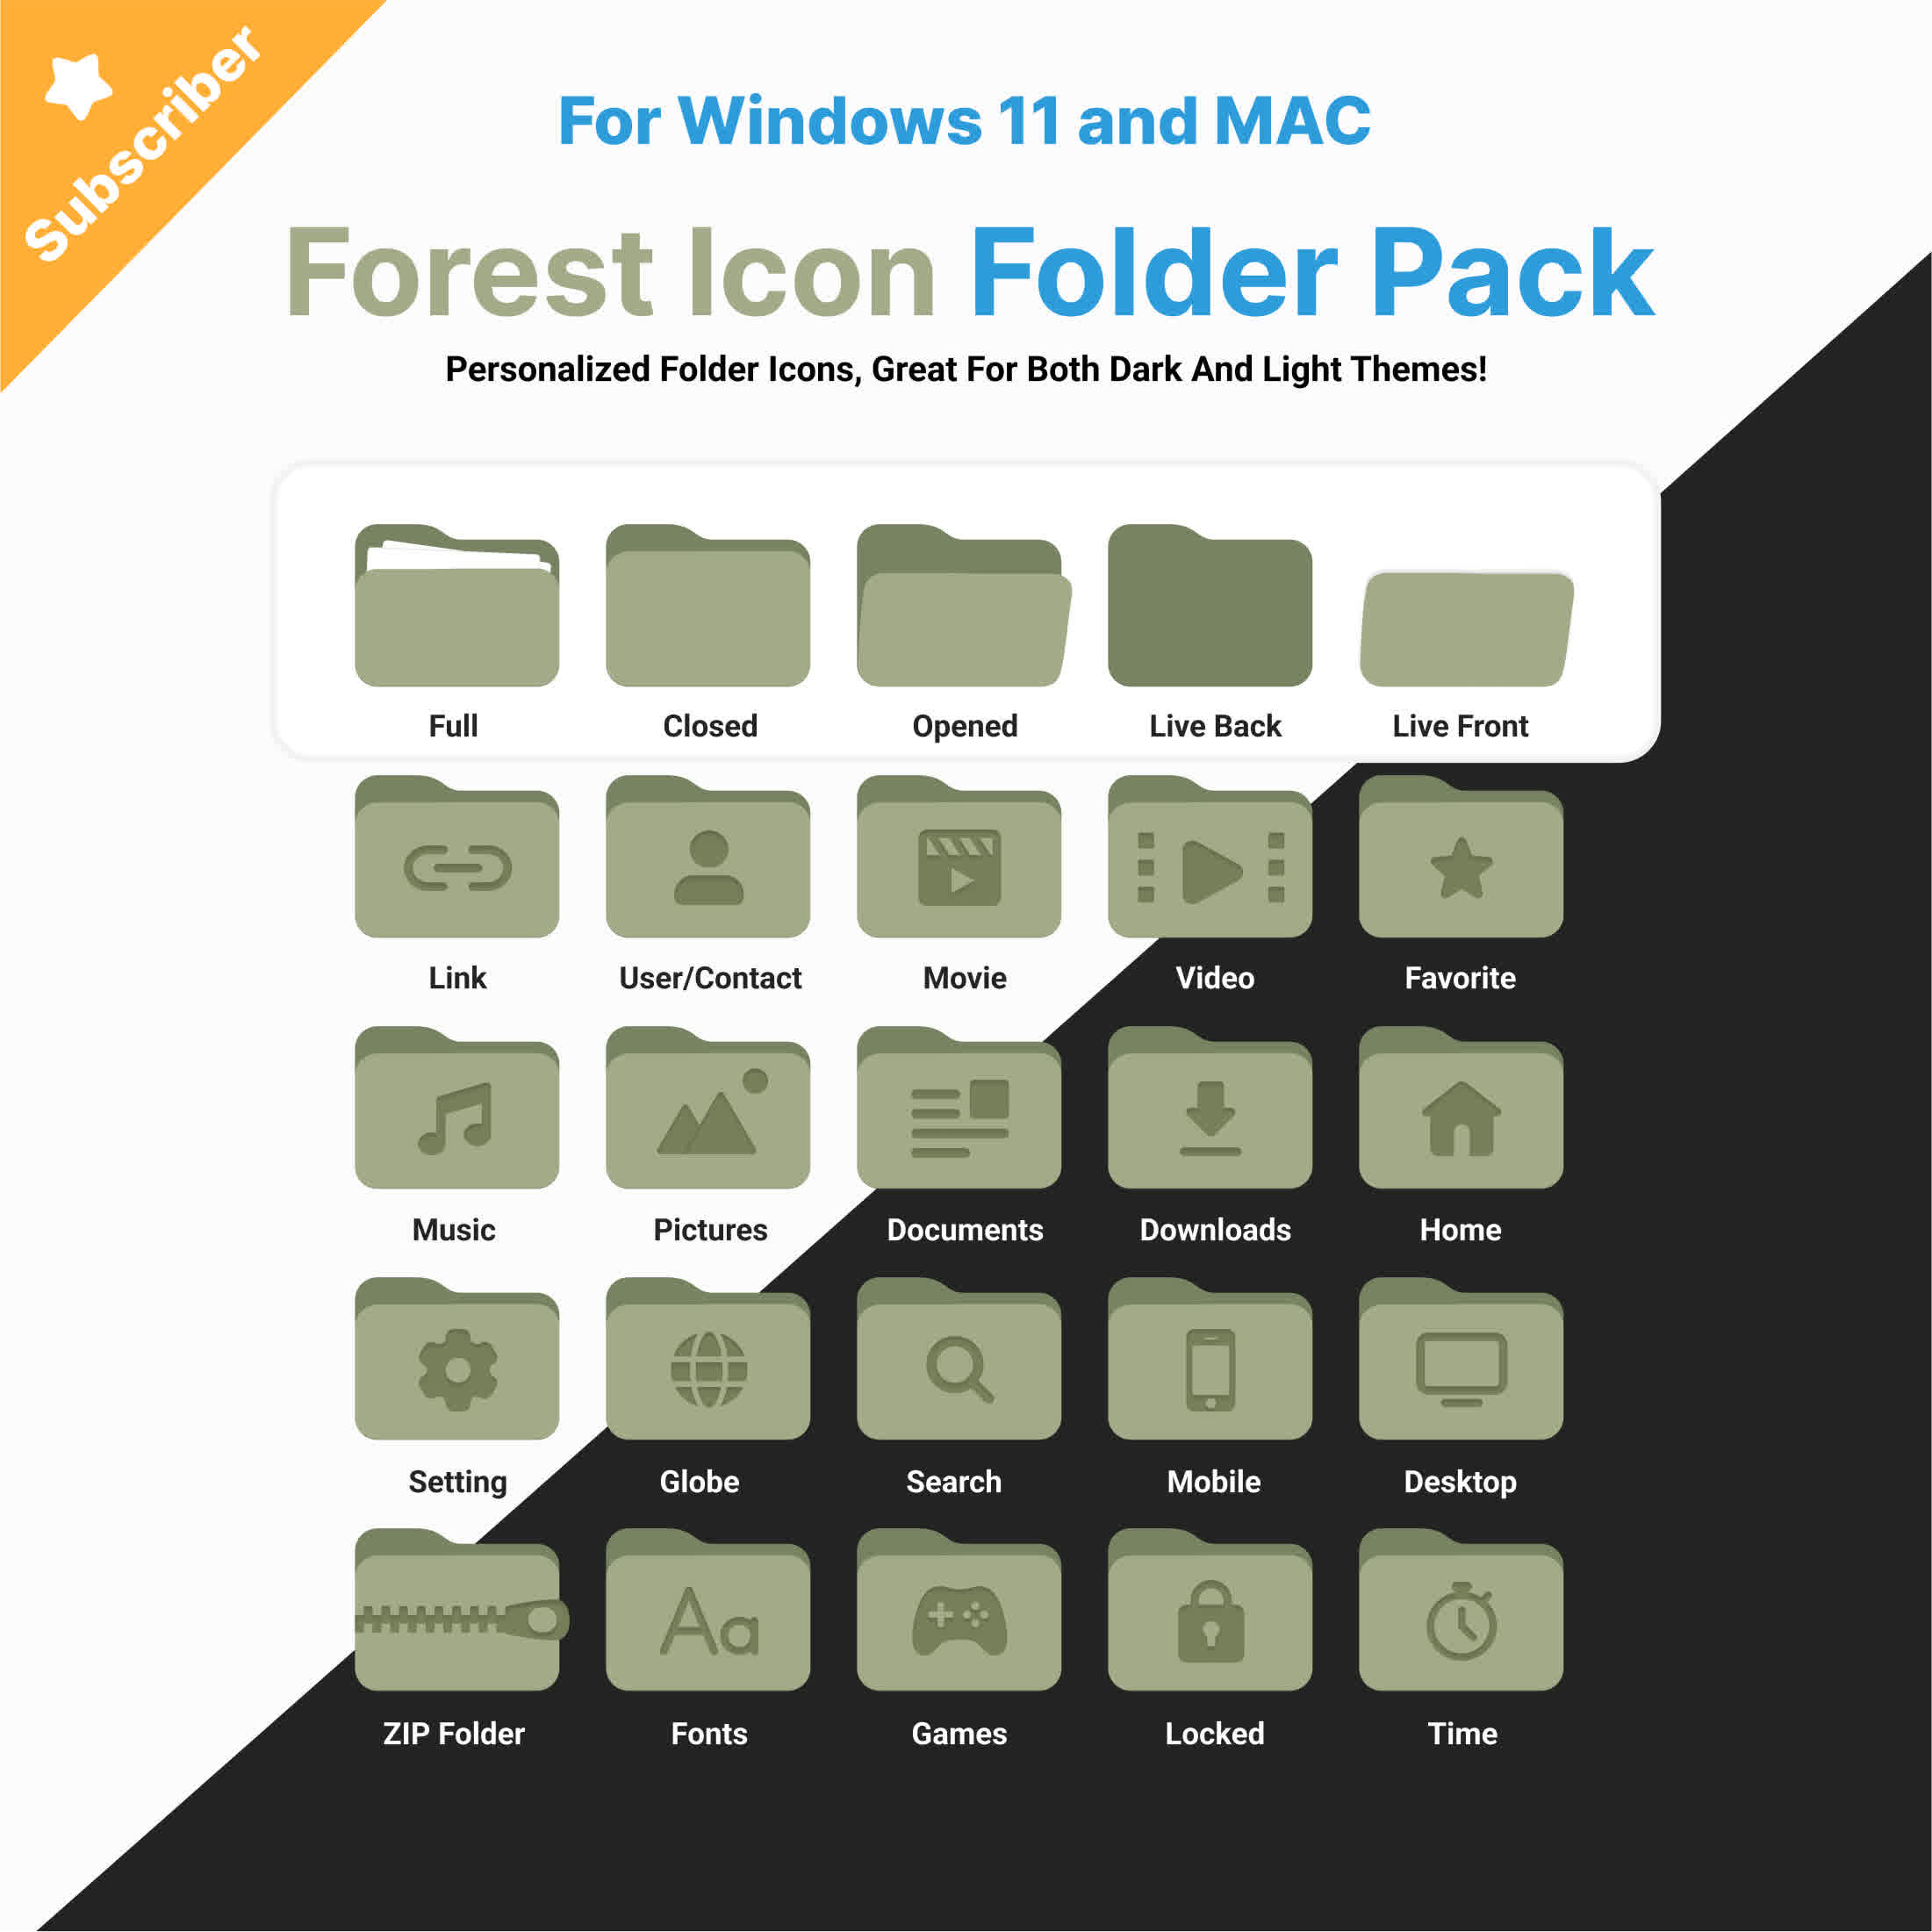 Subscriber
For Windows 11 and MAC
Forest Icon Folder Pack
Personalized Folder Icons, Great For Both Dark And Light Themes!
Full Closed Opened Live Back Live Front
Link User/Contact Movie Video Favorite
Music Pictures Documents Downloads Home
Setting Globe Search Mobile Desktop
Aa
ZIP Folder Fonts Games Locked Time